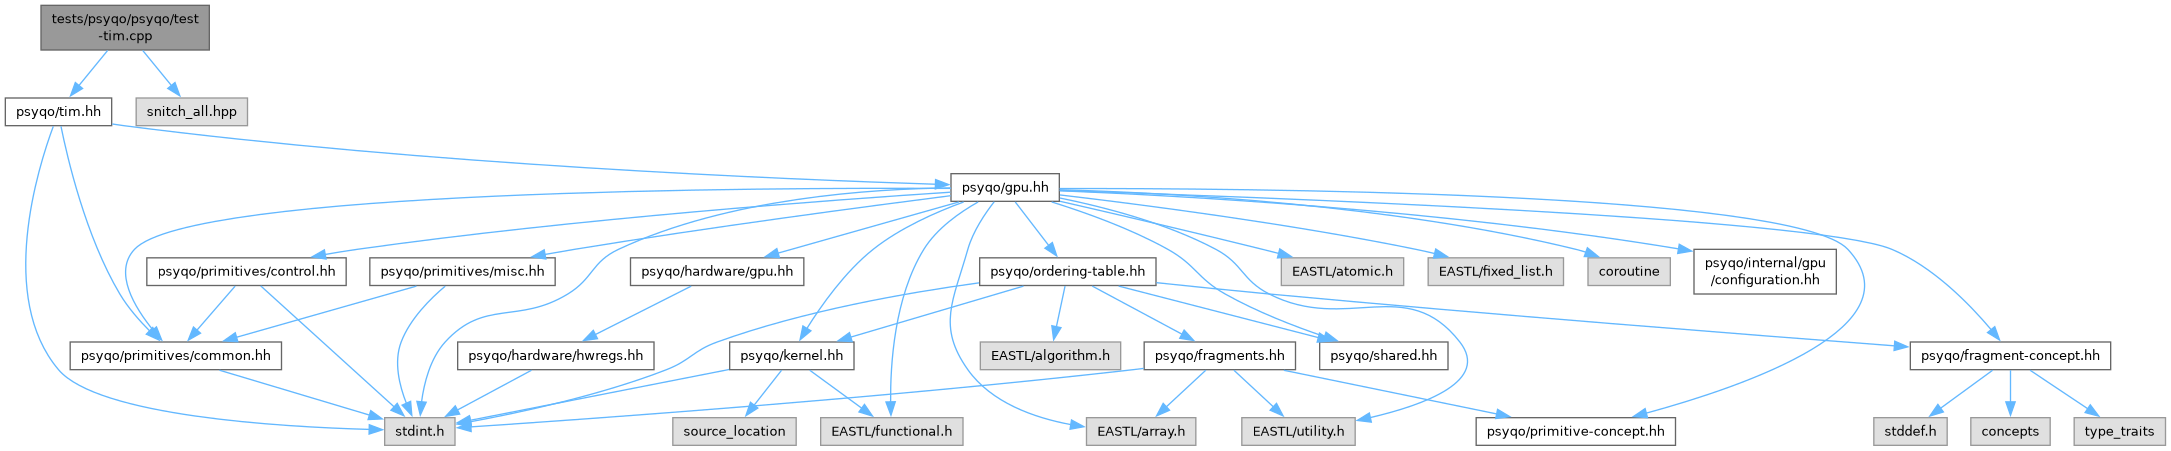 tests/psyqo/psyqo/test
-tim.cpp
psyqo/tim.hh
snitch_all.hpp
psyqo/gpu.hh
psyqo/primitives/control.hh
psyqo/primitives/misc.hh
psyqo/hardware/gpu.hh
psyqo/ordering-table.hh
EASTL/atomic.h
EASTL/fixed_list.h
coroutine
psyqo/internal/gpu
/configuration.hh
psyqo/primitives/common.hh
psyqo/hardware/hwregs.hh
psyqo/kernel.hh
EASTL/algorithm.h
psyqo/fragments.hh
psyqo/shared.hh
psyqo/fragment-concept.hh
stdint.h
source_location
EASTL/functional.h
EASTL/array.h
EASTL/utility.h
psyqo/primitive-concept.hh
stddef.h
concepts
type_traits